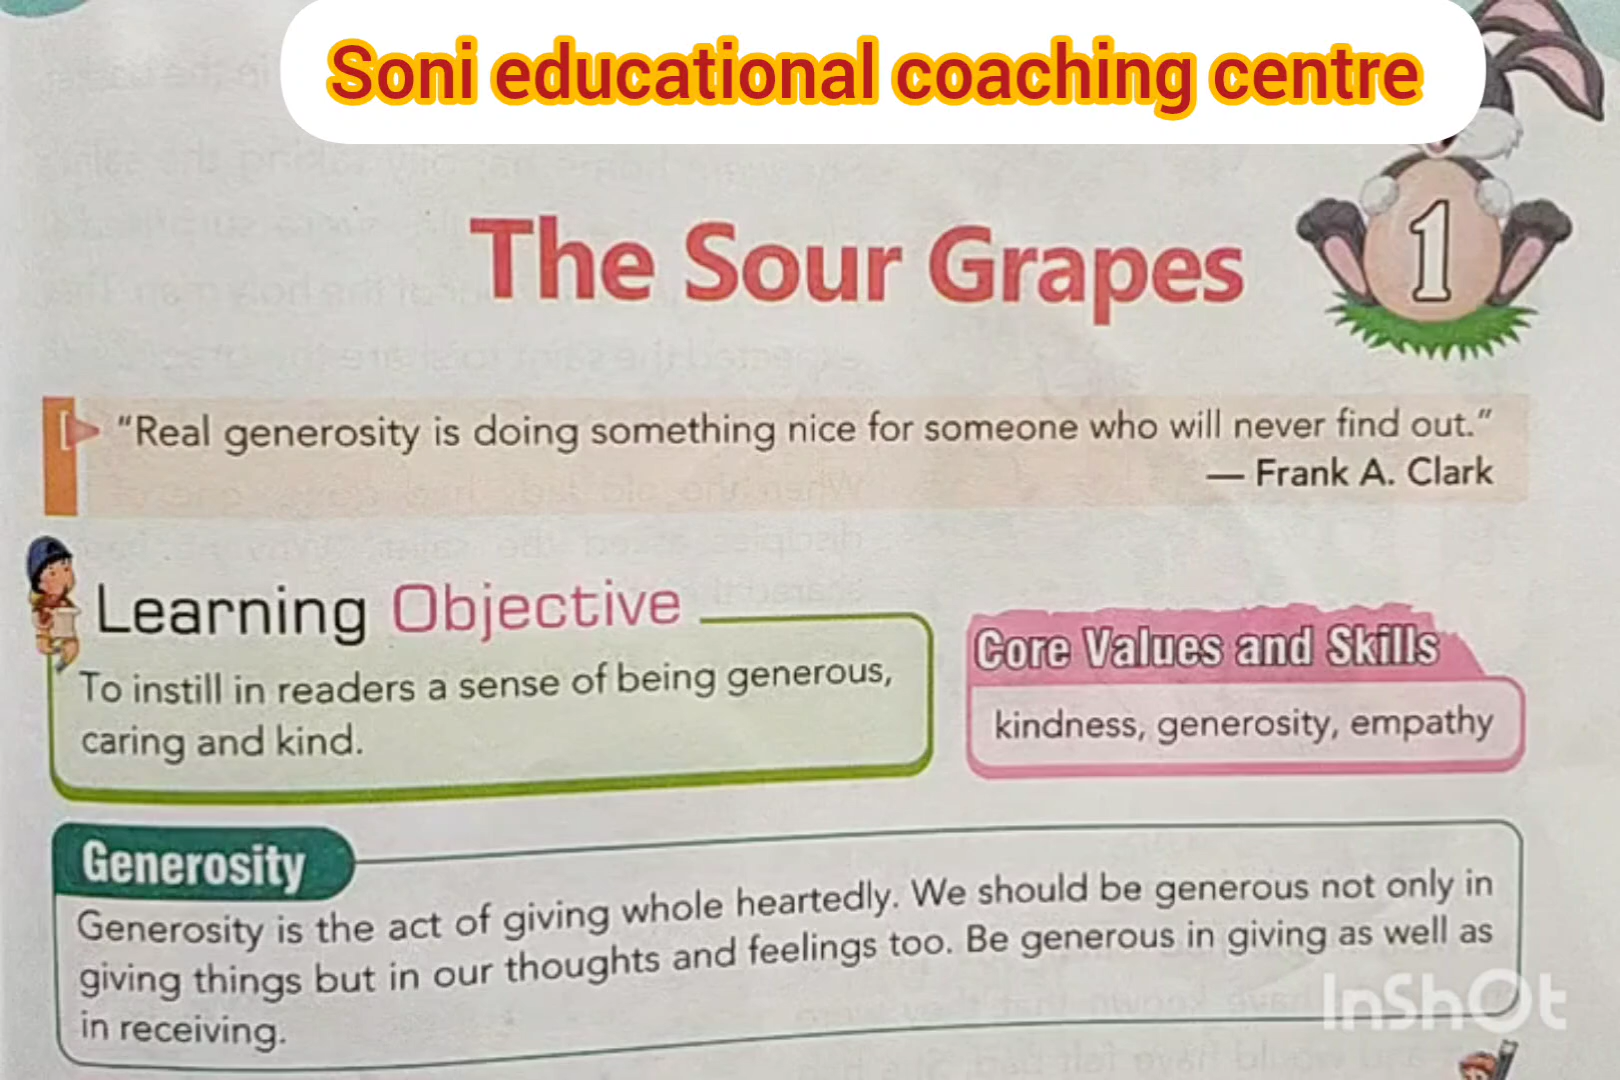 Soni educational coaching centre
The Sour Grapes
1
“Real generosity is doing something nice for someone who will never find out.”
— Frank A. Clark
Learning Objective
To instill in readers a sense of being generous,
caring and kind.
Core Values and Skills
kindness, generosity, empathy
Generosity
Generosity is the act of giving whole heartedly. We should be generous not only in
giving things but in our thoughts and feelings too. Be generous in giving as well as
in receiving.
InShOt